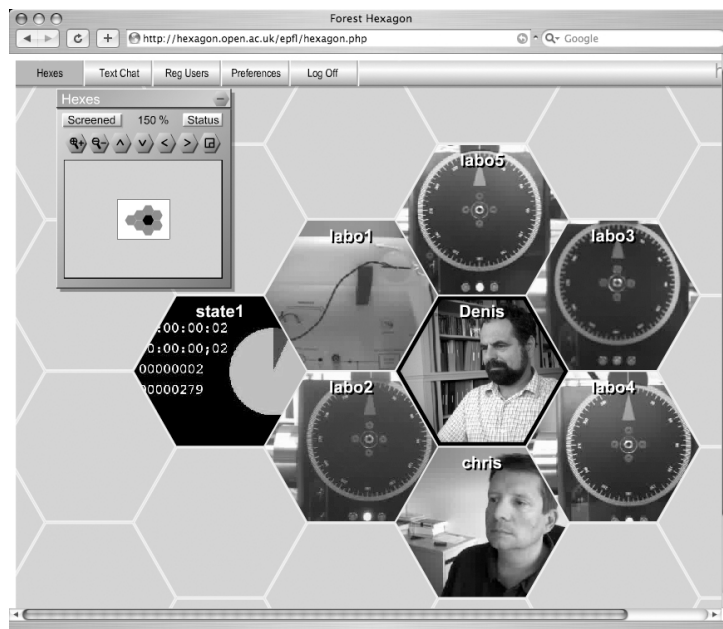 Forest Hexagon
http://hexagon.open.ac.uk/epfl/hexagon.php
Google
Hexes
Text Chat
Reg Users
Preferences
Log Off
Hexes
Screened
150 %
Status
labo5
labo1
labo3
state1
:00:00:02
0:00:00;02
00000002
00000279
Denis
labo2
labo4
chris